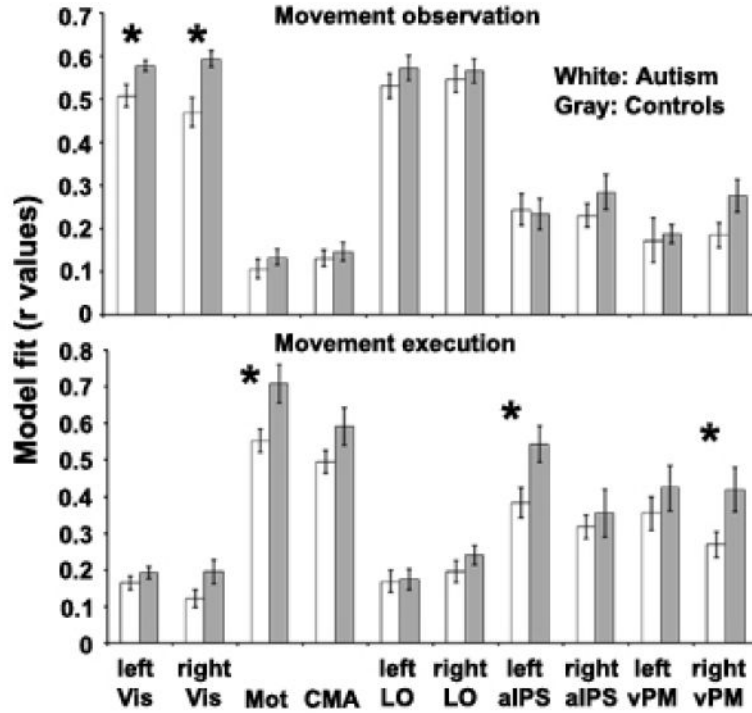 Movement observation
0.7
0.6
0.5
0.4
0.3
0.2
0.1
0
* *
White: Autism
Gray: Controls
Model fit (r values)
Movement execution
0.8
0.7
0.6
0.5
0.4
0.3
0.2
0.1
0
* * *
left right left right left right left right
Vis Vis Mot CMA LO LO aIPS aIPS vPM vPM